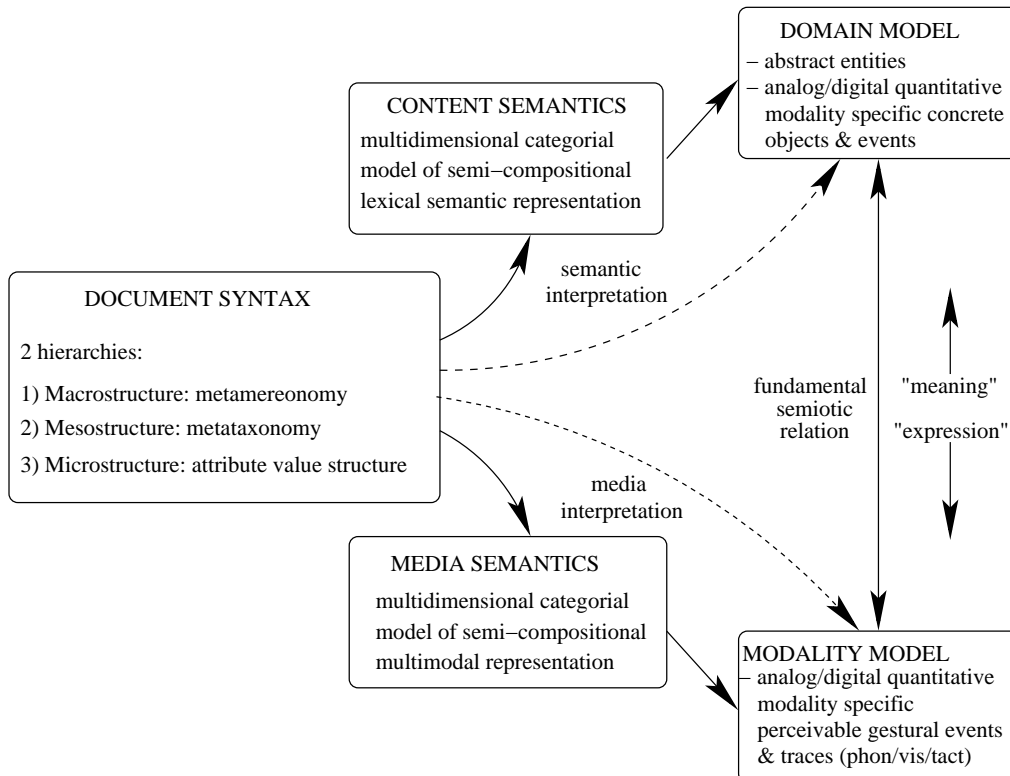 DOMAIN MODEL
– abstract entities
– analog/digital quantitative
modality specific concrete
objects & events
CONTENT SEMANTICS
multidimensional categorial
model of semi–compositional
lexical semantic representation
semantic
interpretation
DOCUMENT SYNTAX
2 hierarchies:
1) Macrostructure: metamereonomy
2) Mesostructure: metataxonomy
3) Microstructure: attribute value structure
fundamental
semiotic
relation
"meaning"
"expression"
media
interpretation
MEDIA SEMANTICS
multidimensional categorial
model of semi–compositional
multimodal representation
MODALITY MODEL
– analog/digital quantitative
modality specific
perceivable gestural events
& traces (phon/vis/tact)